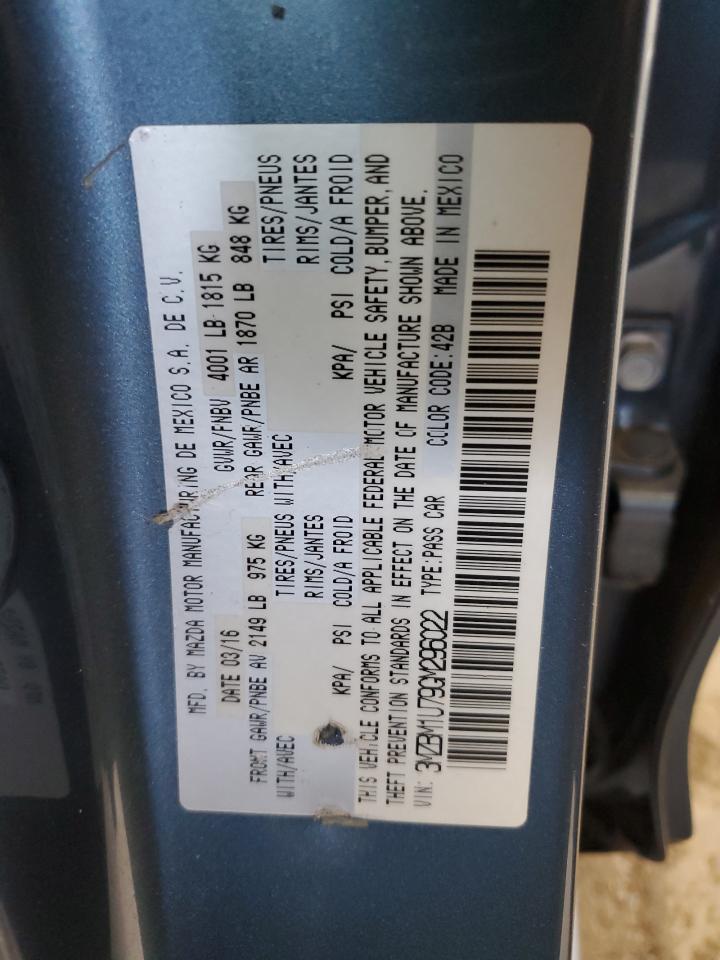 MFD. BY MAZDA MOTOR MANUFACTURING DE MEXICO S.A. DE C.V.
DATE 03/16 GVWR/PNBV 4001 LB 1815 KG
FRONT GAWR/PNBE AV 2149 LB 975 KG REAR GAWR/PNBE AR 1870 LB 848 KG
WITH/AVEC TIRES/PNEUS WITH/AVEC TIRES/PNEUS
RIMS/JANTES RIMS/JANTES
KPA/ PSI COLD/A FROID KPA/ PSI COLD/A FROID
THIS VEHICLE CONFORMS TO ALL APPLICABLE FEDERAL MOTOR VEHICLE SAFETY, BUMPER, AND
THEFT PREVENTION STANDARDS IN EFFECT ON THE DATE OF MANUFACTURE SHOWN ABOVE.
VIN: 3MZBM1U79GM296022 TYPE:PASS CAR COLOR CODE:42B MADE IN MEXICO